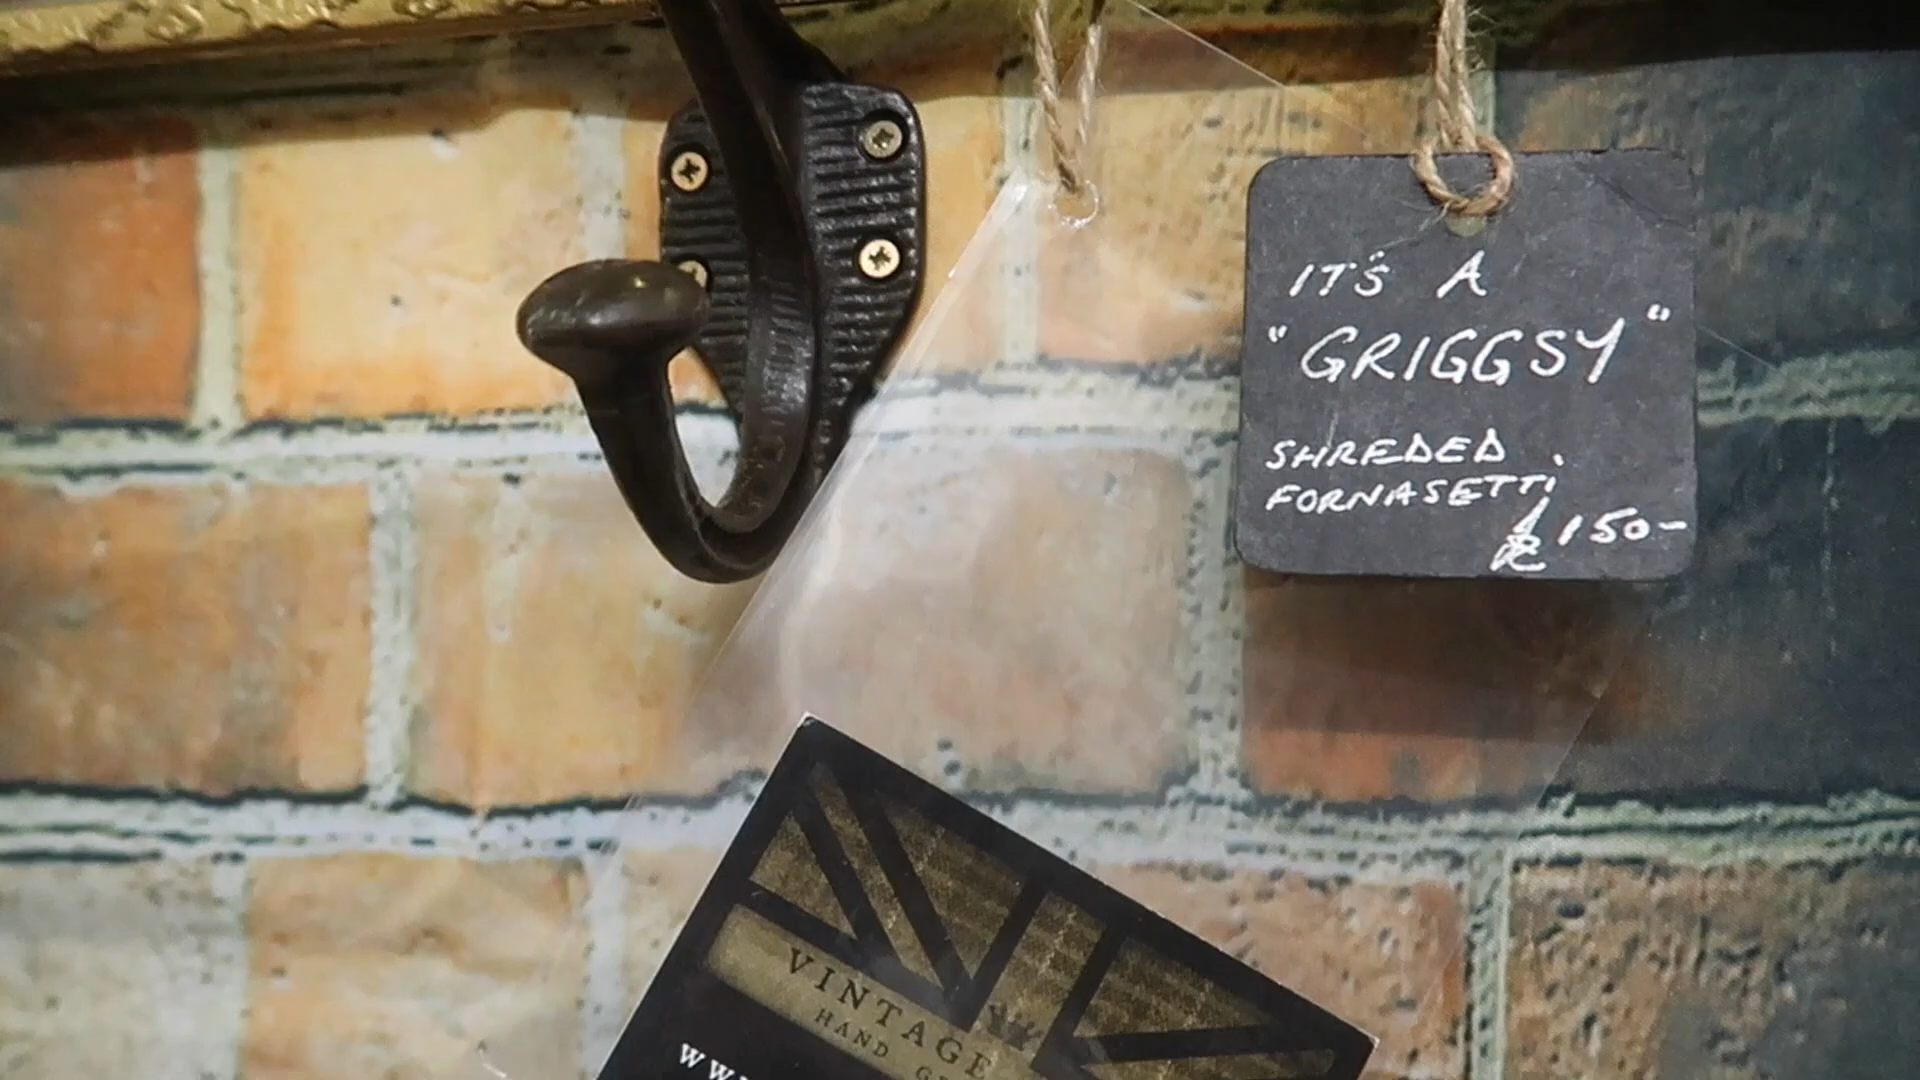 IT'S A
"GRIGGSY"
SHREDED
FORNASETTI
£150-
VINTAGE
HAND